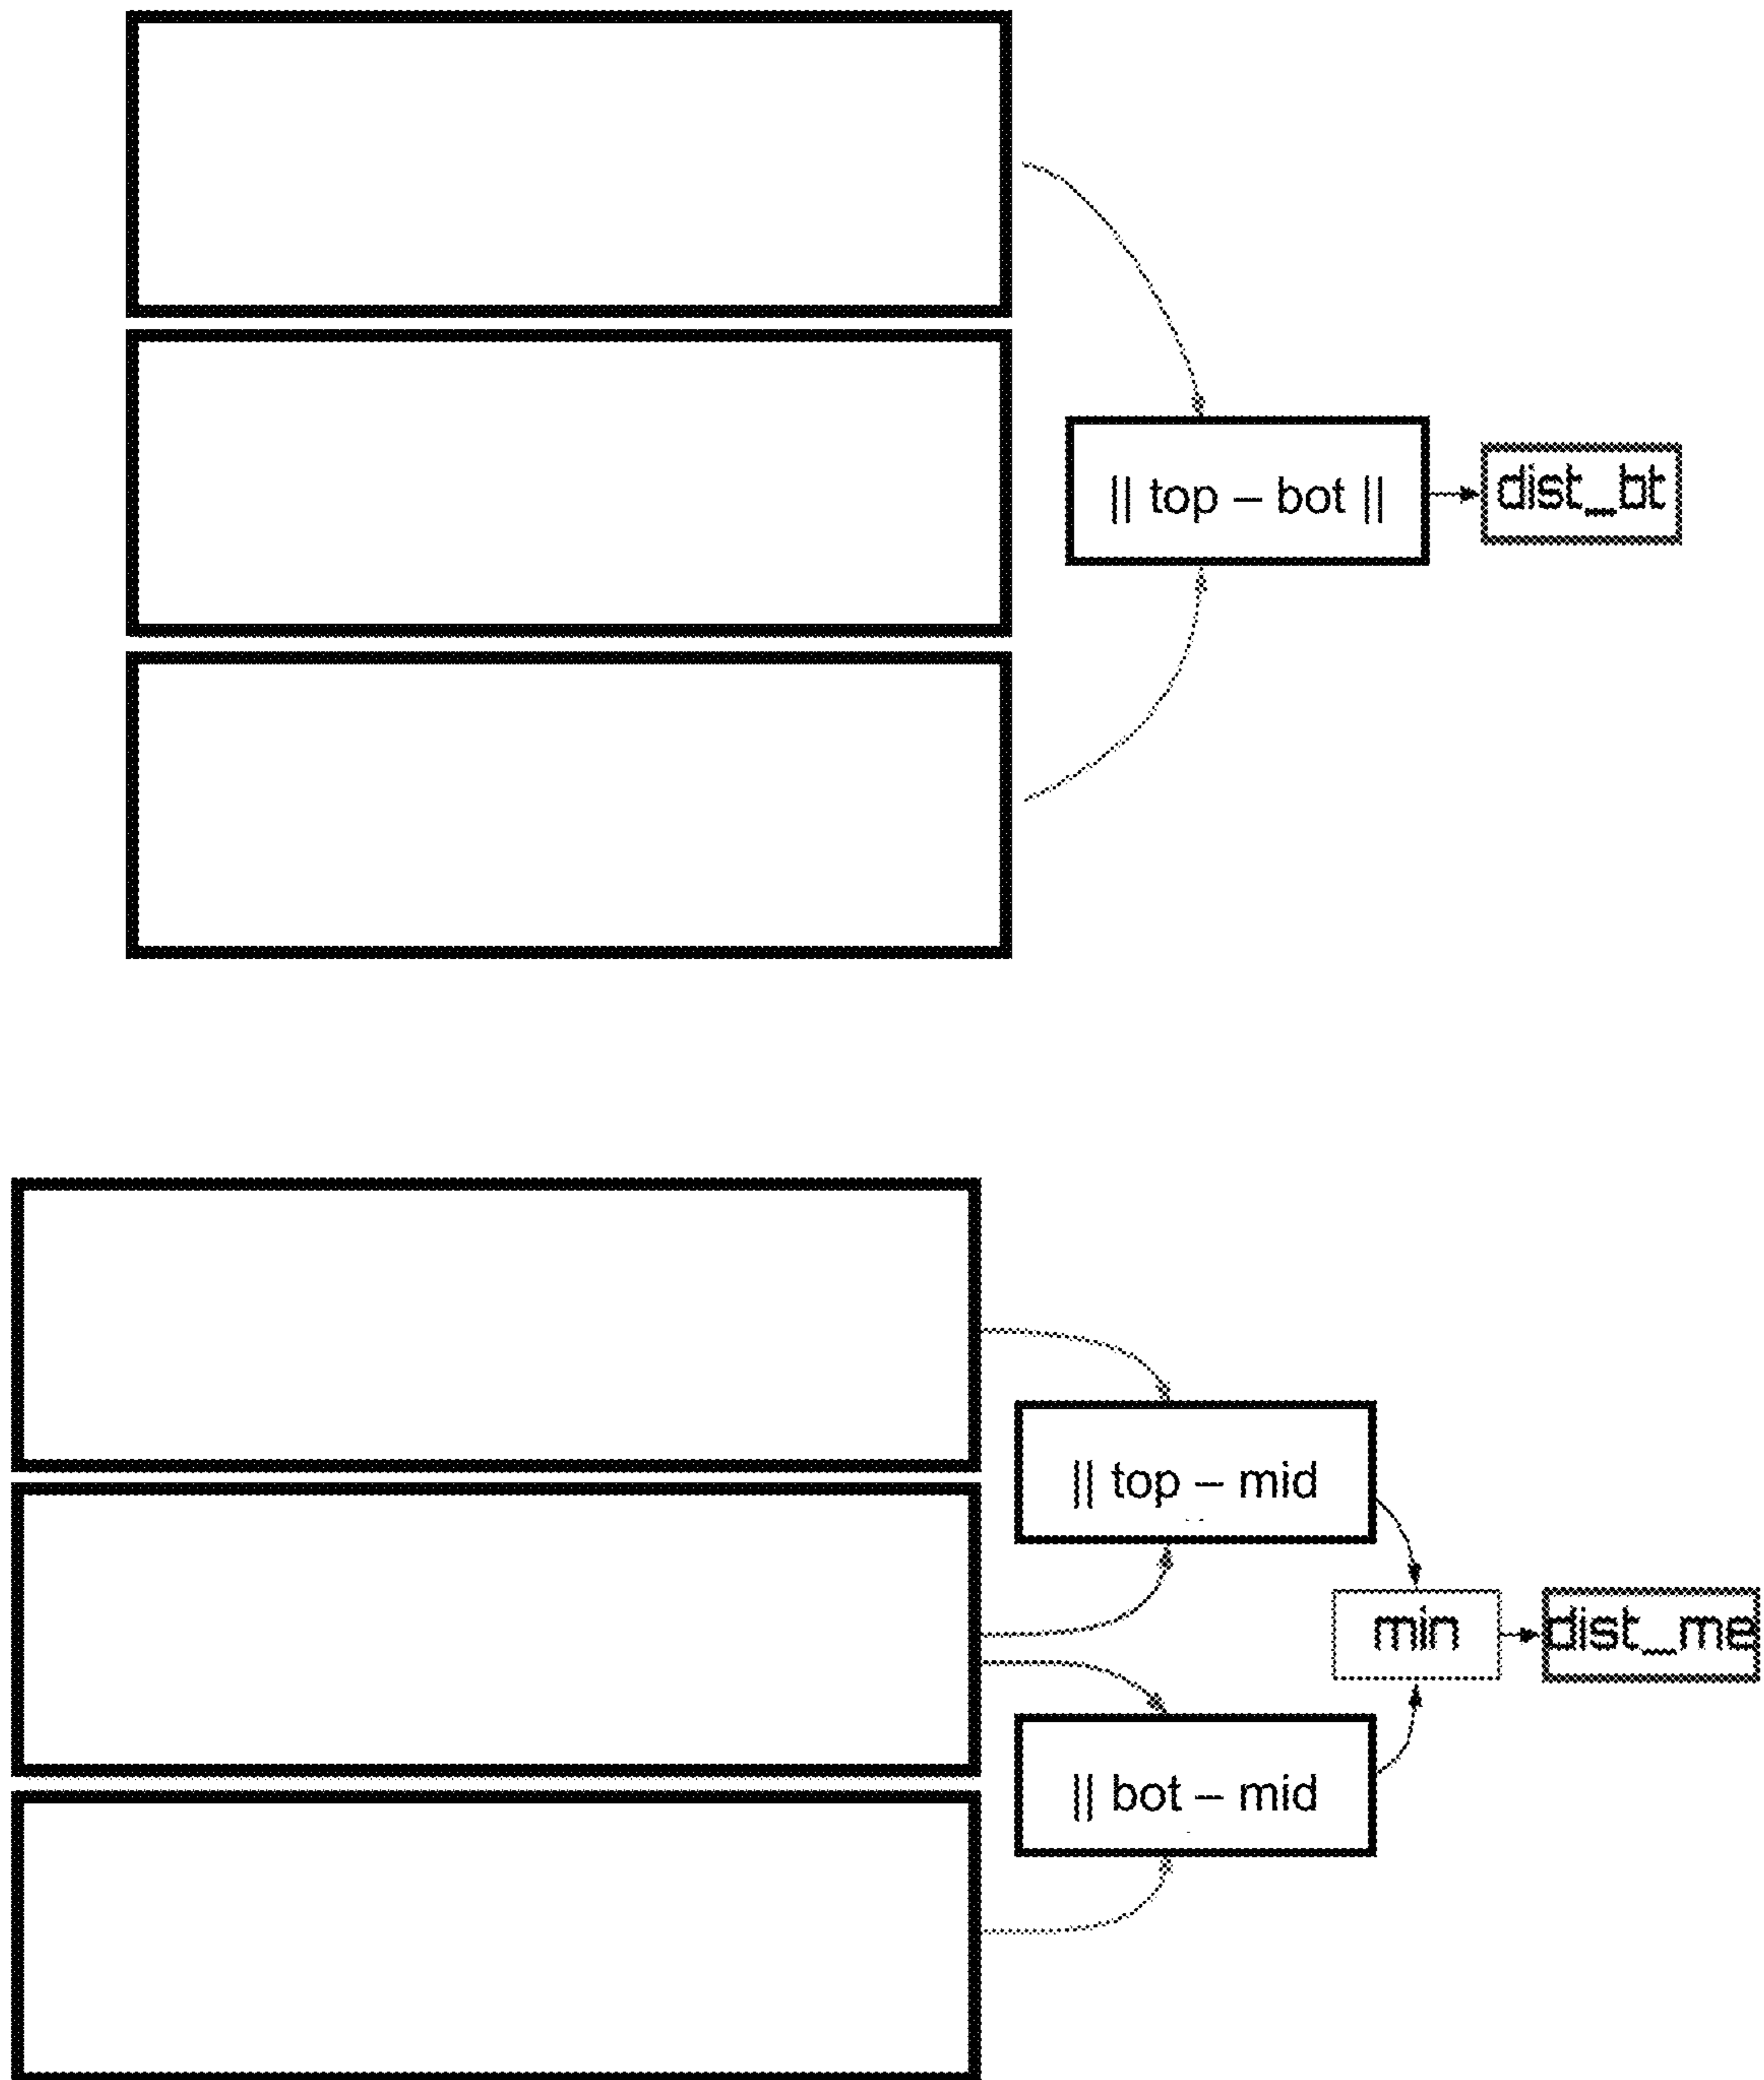 || top – bot ||
dist_bt
|| top – mid
min
dist_me
|| bot – mid